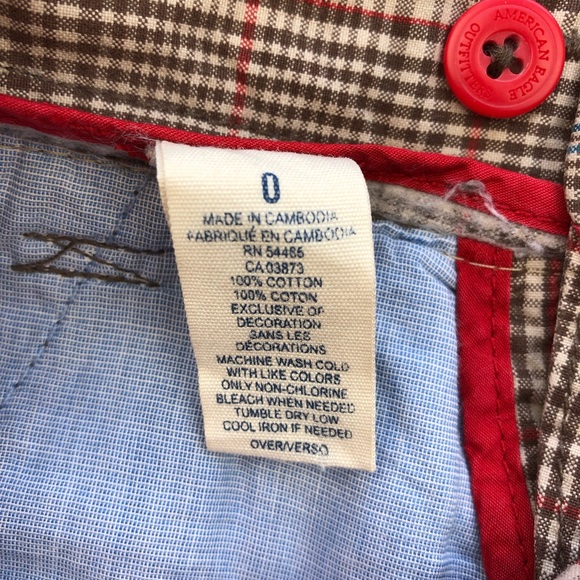 AMERICAN EAGLE
OUTFITTERS
0
MADE IN CAMBODIA
FABRIQUÉ EN CAMBODIA
RN 54485
CA 03873
100% COTTON
100% COTON
EXCLUSIVE OF
DECORATION
SANS LES
DÉCORATIONS
MACHINE WASH COLD
WITH LIKE COLORS
ONLY NON-CHLORINE
BLEACH WHEN NEEDED
TUMBLE DRY LOW
COOL IRON IF NEEDED
OVER/VERSO